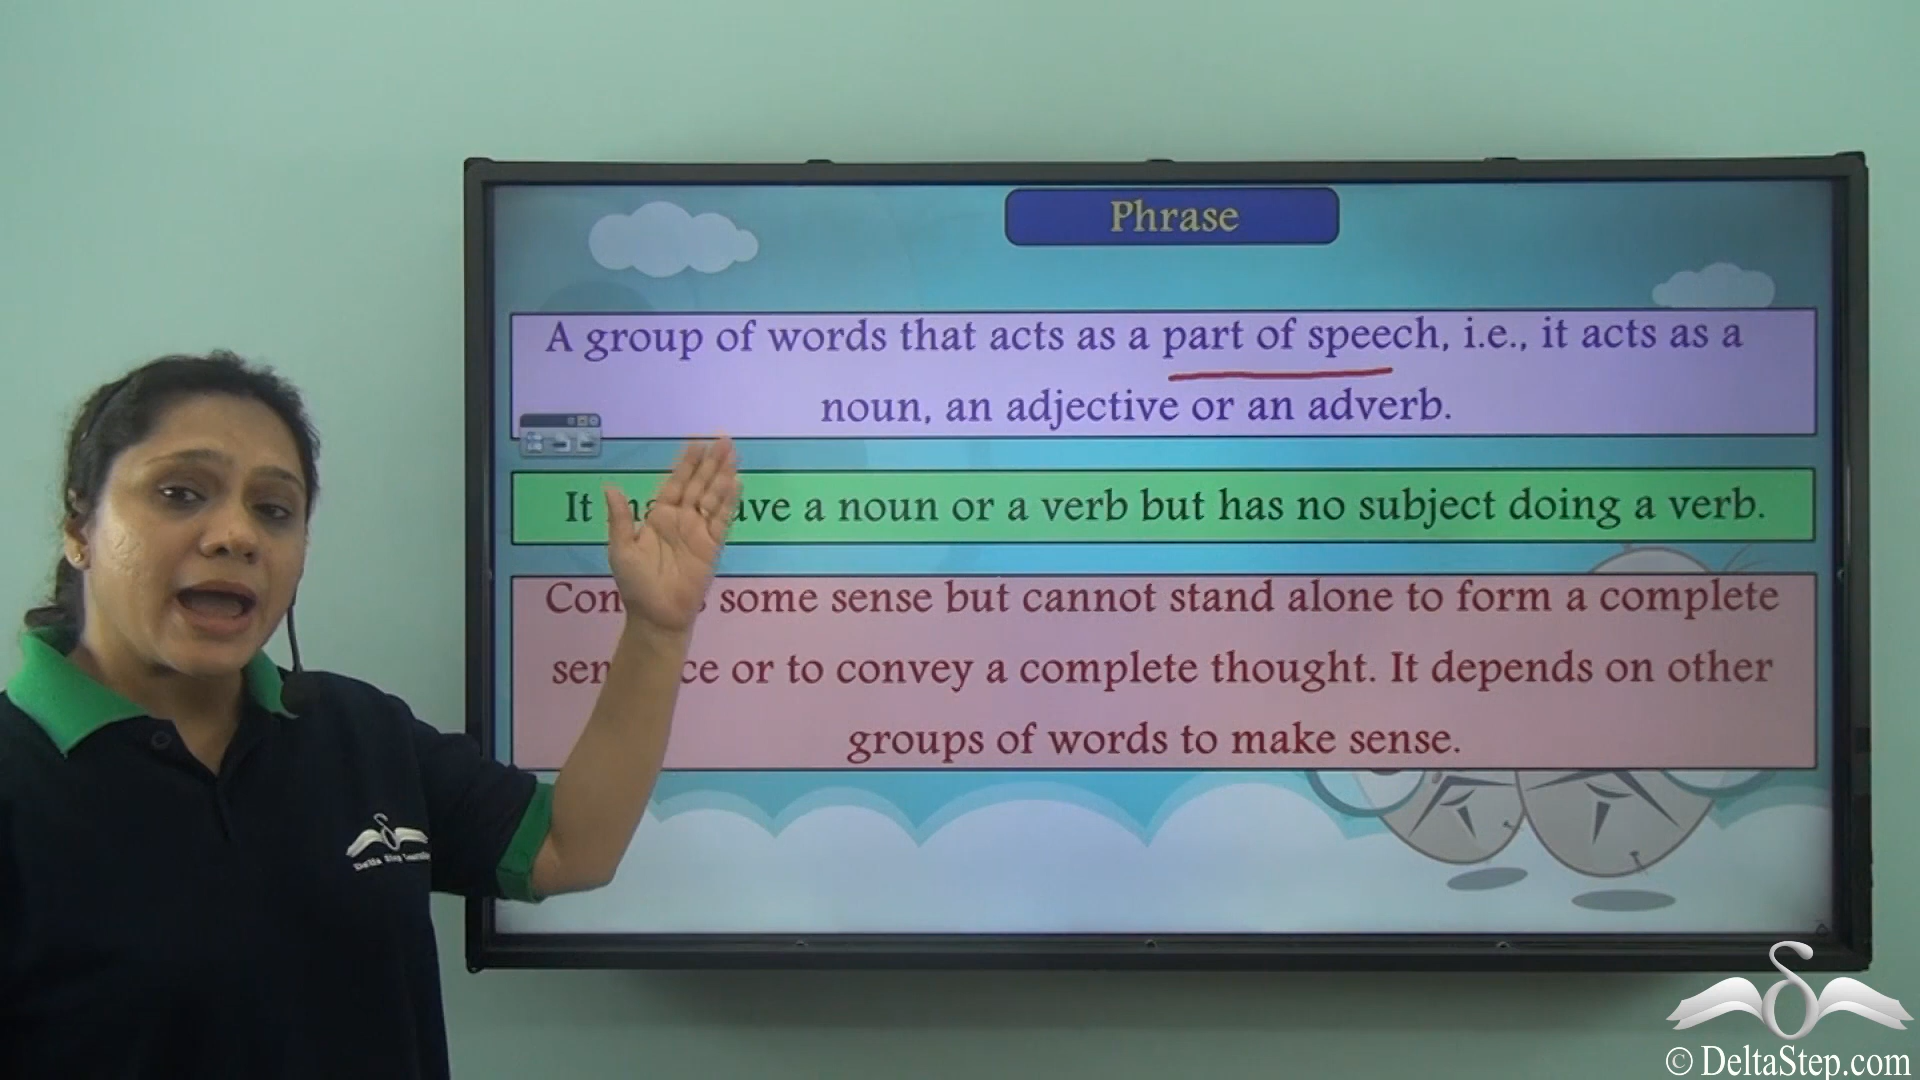 Phrase
A group of words that acts as a part of speech, i.e., it acts as a
noun, an adjective or an adverb.
It a noun or a verb but has no subject doing a verb.
some sense but cannot stand alone to form a complete
or to convey a complete thought. It depends on other
groups of words to make sense.
Delta Step
© DeltaStep.com